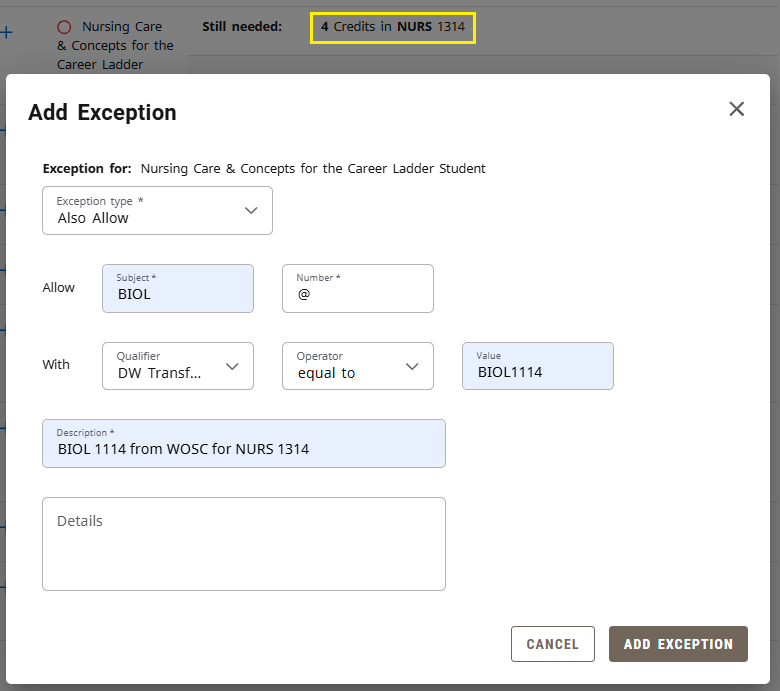 Nursing Care
& Concepts for the
Career Ladder
Still needed: 4 Credits in NURS 1314
Add Exception
Exception for: Nursing Care & Concepts for the Career Ladder Student
Exception type *
Also Allow
Allow
Subject *
BIOL
Number *
@
With
Qualifier
DW Transf...
Operator
equal to
Value
BIOL1114
Description *
BIOL 1114 from WOSC for NURS 1314
Details
CANCEL
ADD EXCEPTION